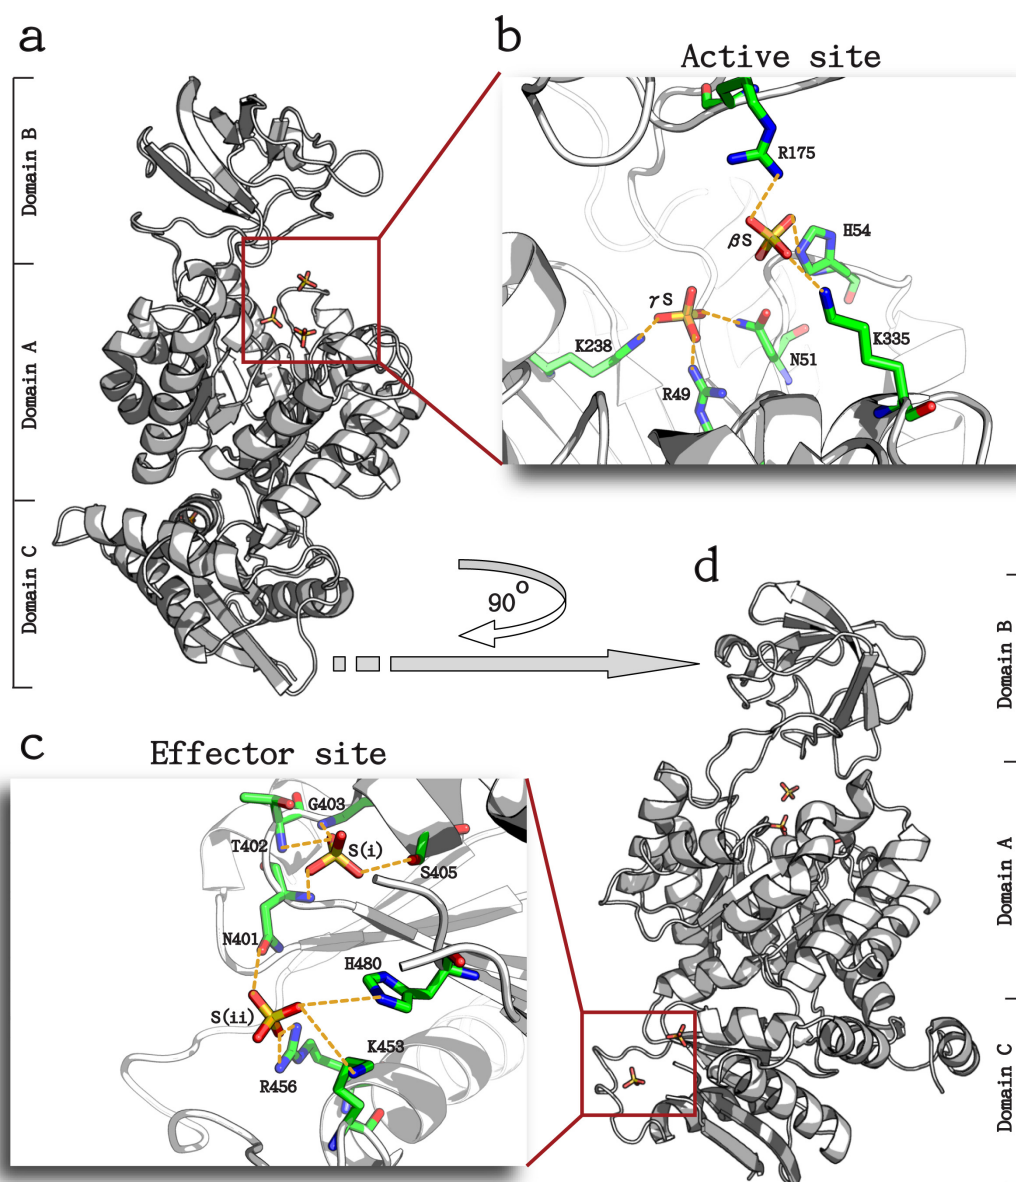 a
b
Active site
Domain B
Domain A
Domain C
R175
βS
H54
γS
K238
K335
N51
R49
90°
d
Domain B
Domain A
Domain C
c
Effector site
G403
T402
S(i)
S405
N401
H480
S(ii)
K453
R456